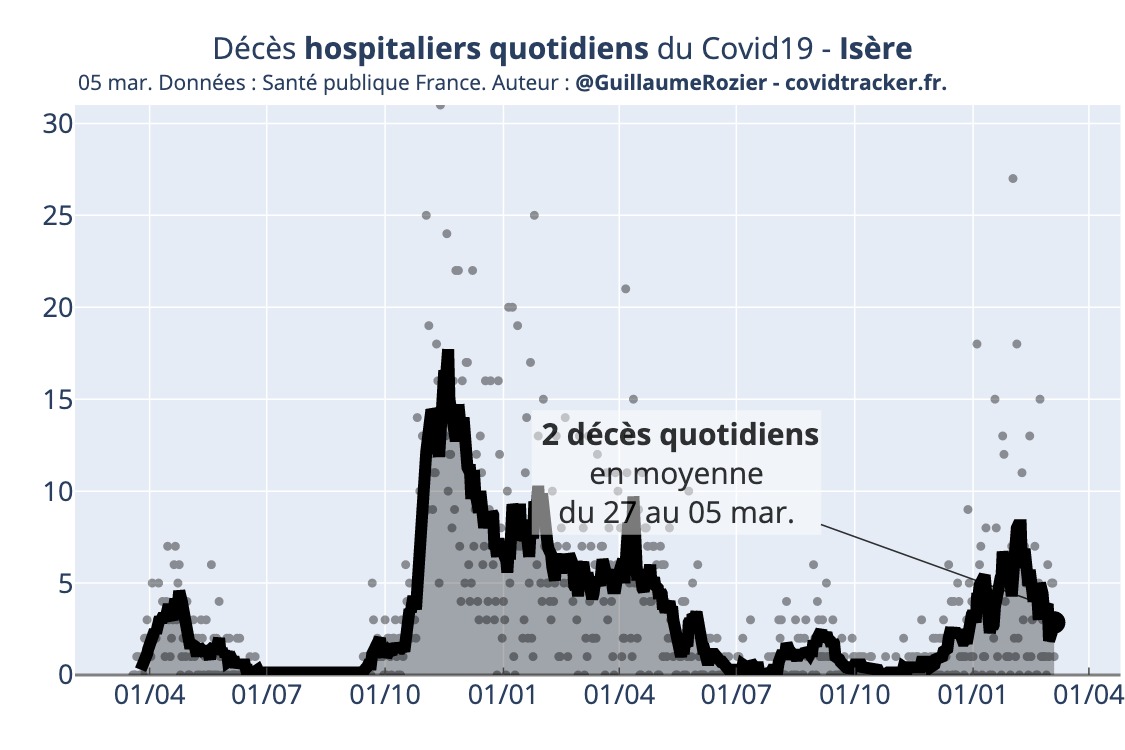 Décès hospitaliers quotidiens du Covid19 - Isère
05 mar. Données : Santé publique France. Auteur : @GuillaumeRozier - covidtracker.fr.
30
25
20
15
10
5
0
2 décès quotidiens
en moyenne
du 27 au 05 mar.
01/04 01/07 01/10 01/01 01/04 01/07 01/10 01/01 01/04